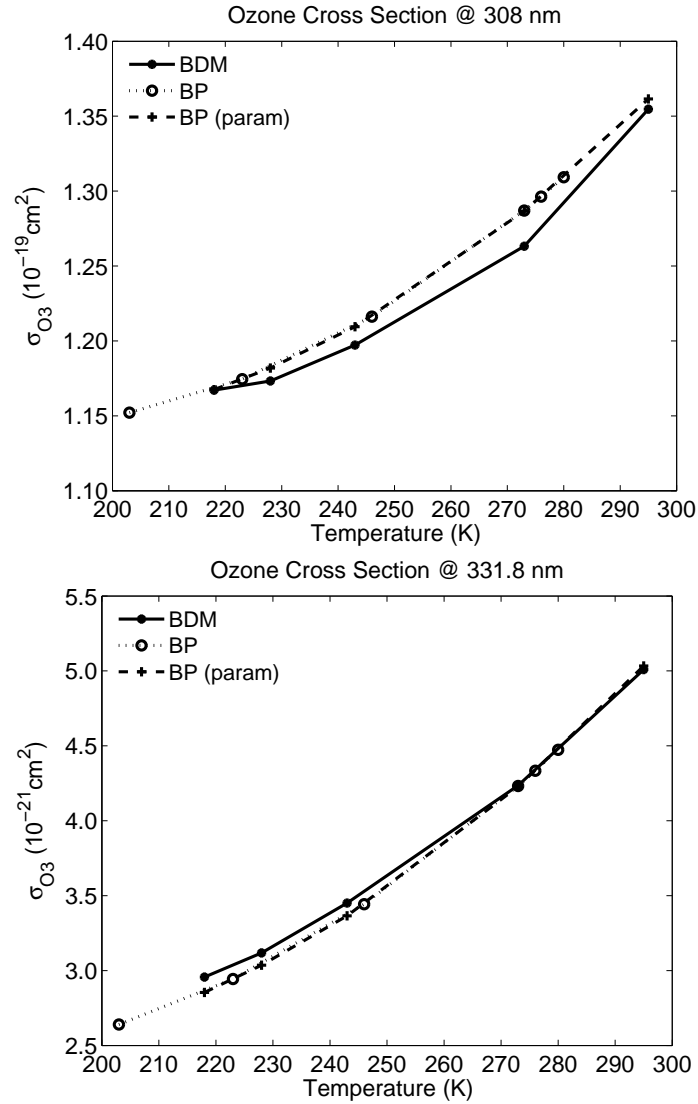 Ozone Cross Section @ 308 nm
BDM
BP
BP (param)
1.40
1.35
1.30
1.25
1.20
1.15
1.10
σO3 (10−19cm2)
200 210 220 230 240 250 260 270 280 290 300
Temperature (K)
Ozone Cross Section @ 331.8 nm
BDM
BP
BP (param)
5.5
5.0
4.5
4.0
3.5
3.0
2.5
σO3 (10−21cm2)
200 210 220 230 240 250 260 270 280 290 300
Temperature (K)